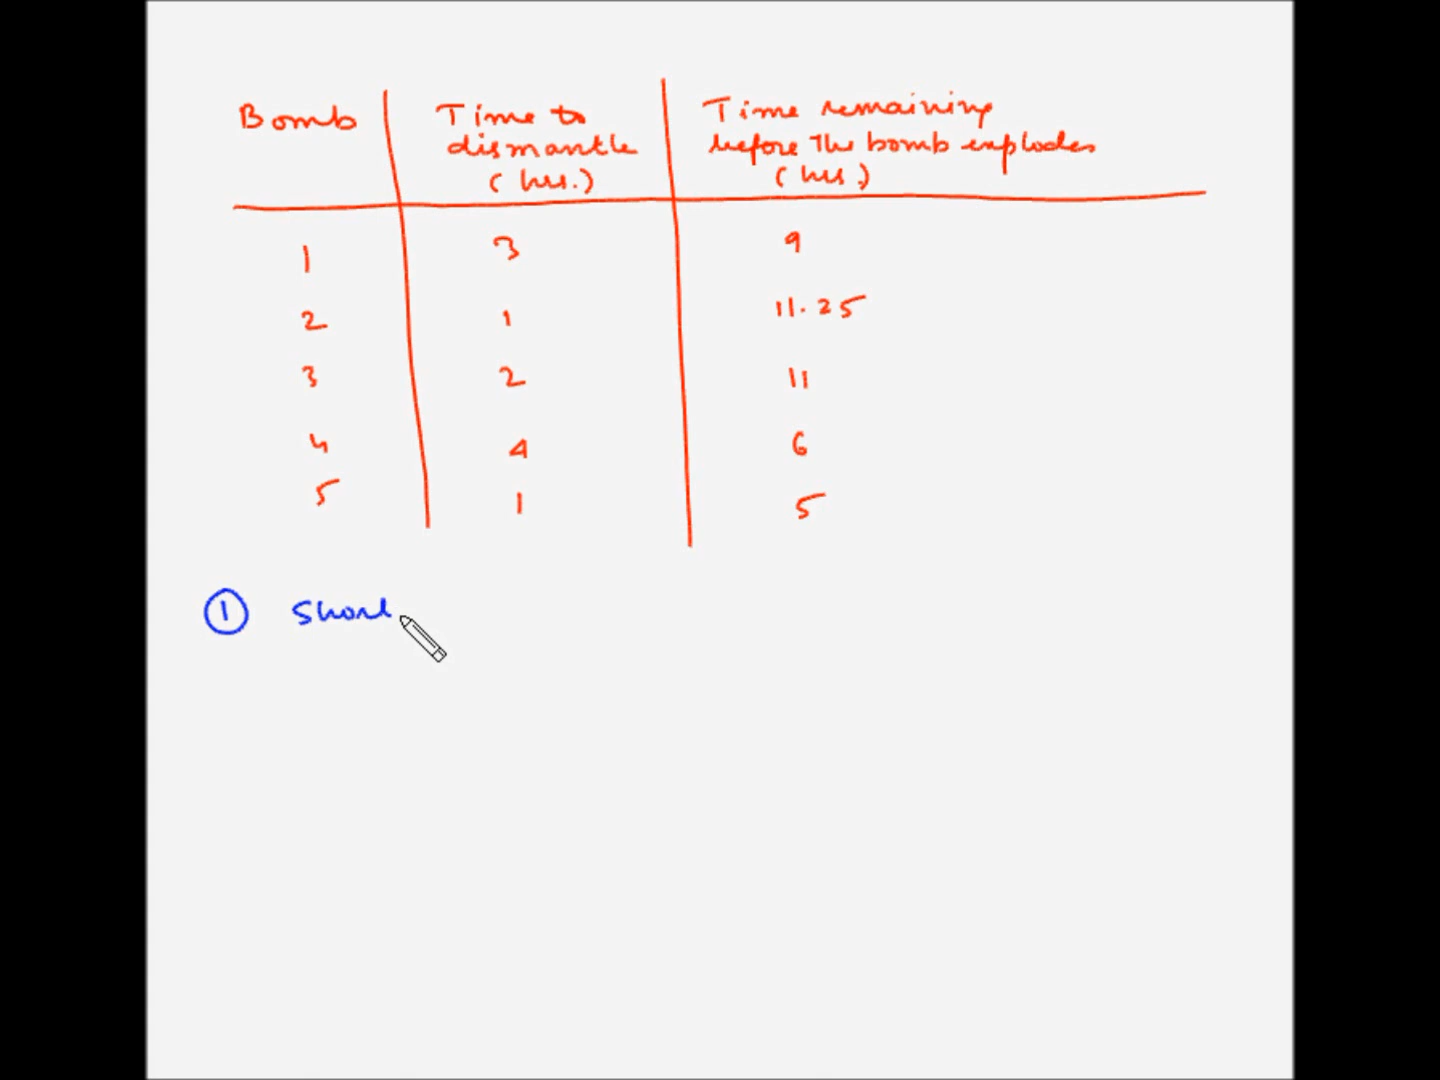 Bomb Time to dismantle (hrs.) Time remaining before the bomb explodes (hrs.)
1 3 9
2 1 11.25
3 2 11
4 4 6
5 1 5
① Short